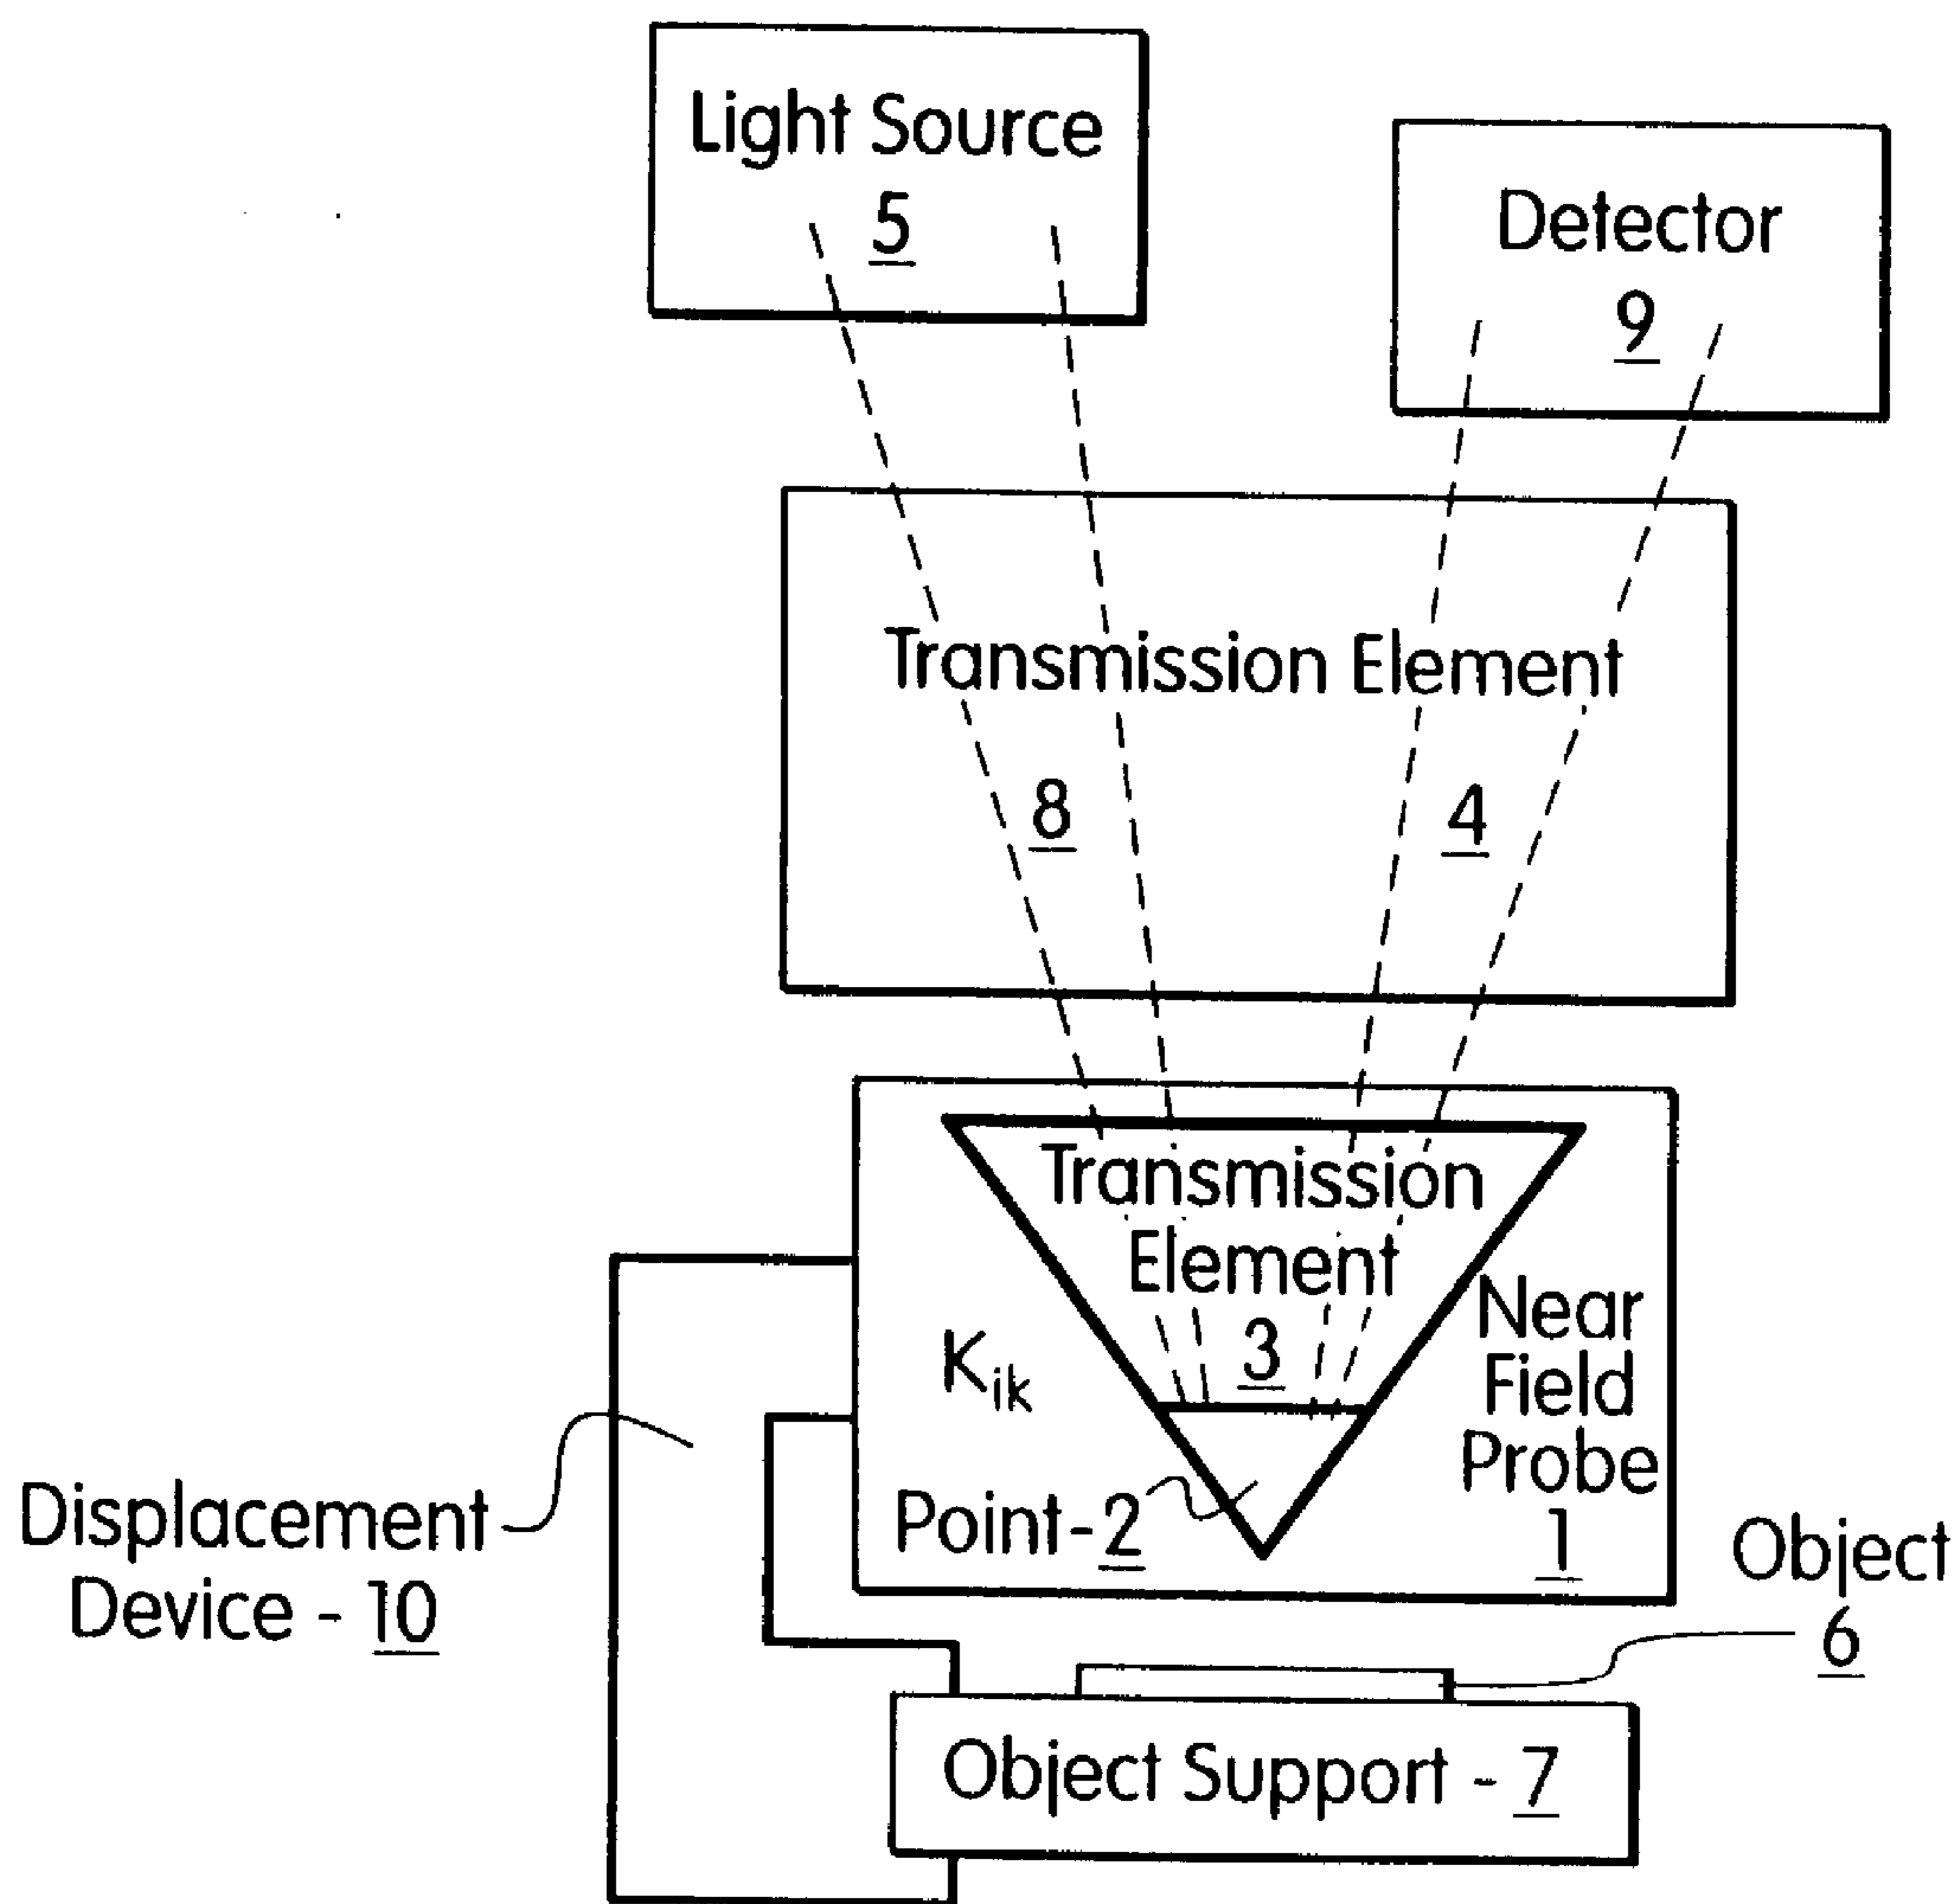 Light Source
5
Detector
9
Transmission Element
8
4
Transmission
Element
3
Near
Field
Probe
1
K_ik
Point-2
Displacement
Device - 10
Object
6
Object Support - 7